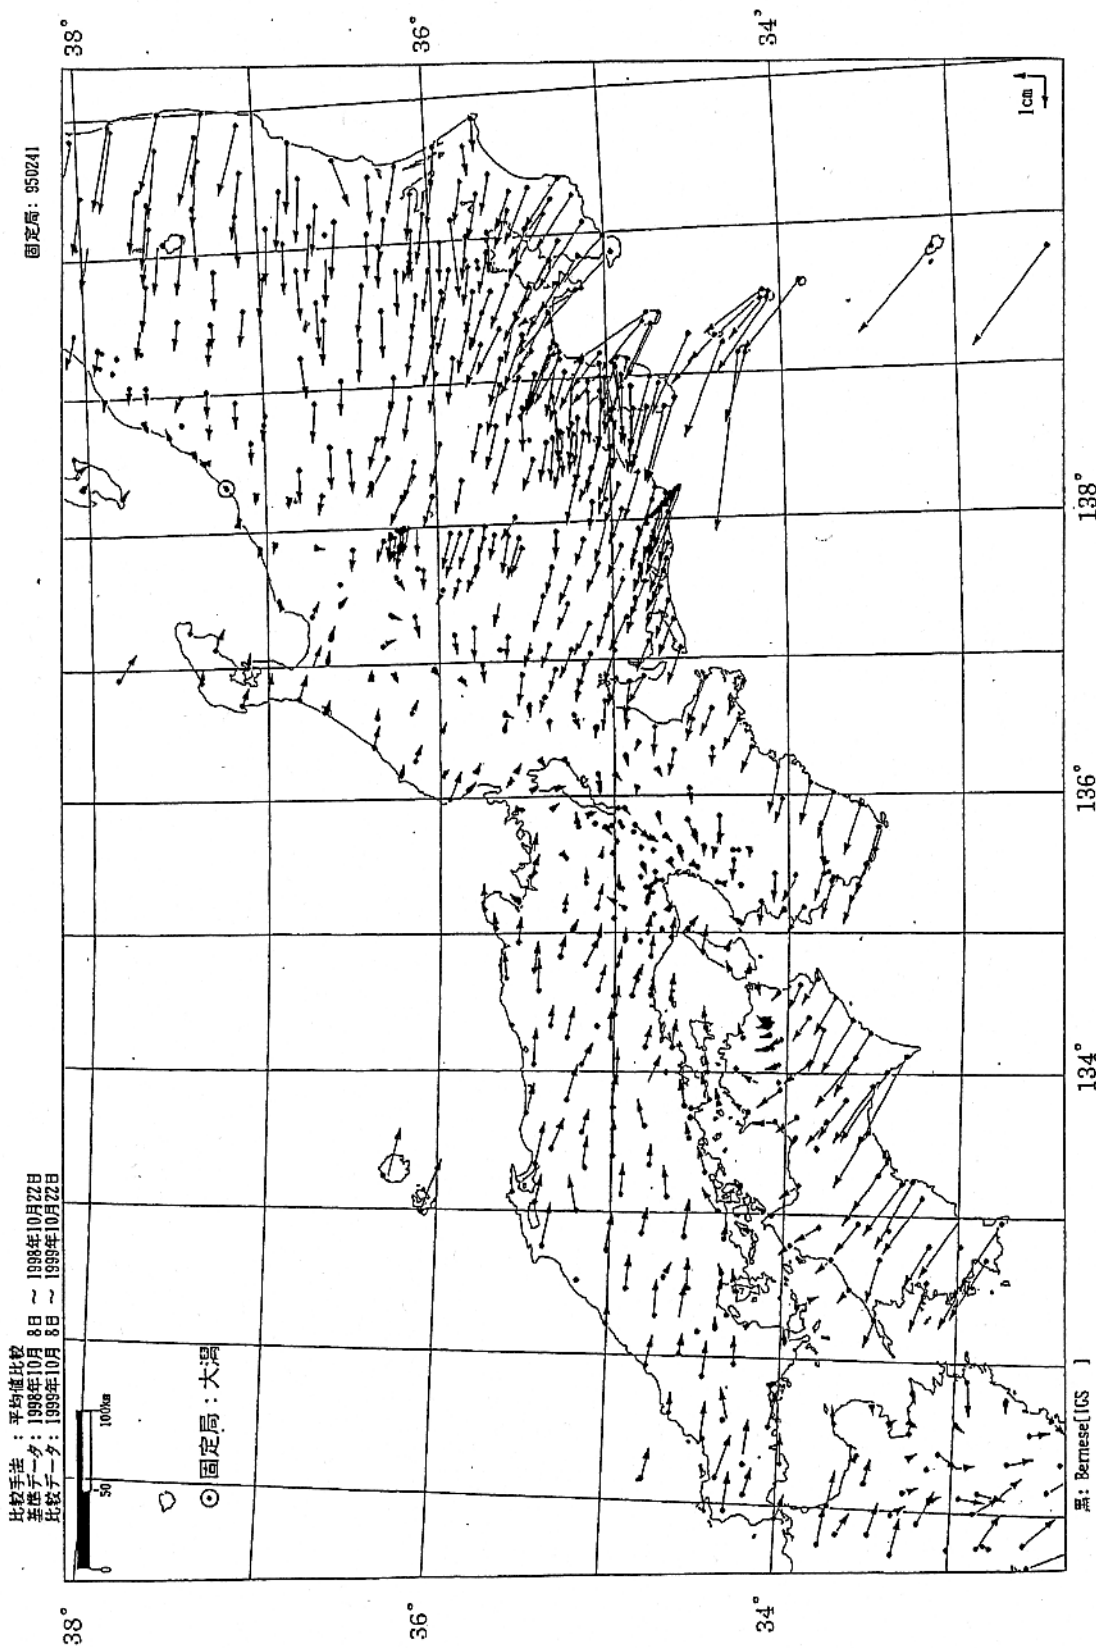 固定局: 950241
比較手法 : 平均値比較
基準データ: 1998年10月 8日 ～ 1998年10月22日
比較データ: 1999年10月 8日 ～ 1999年10月22日
0 50 100km
固定局 : 大潟
38°
36°
34°
38°
36°
34°
134°
136°
138°
1cm
黒: Bernese[IGS ]